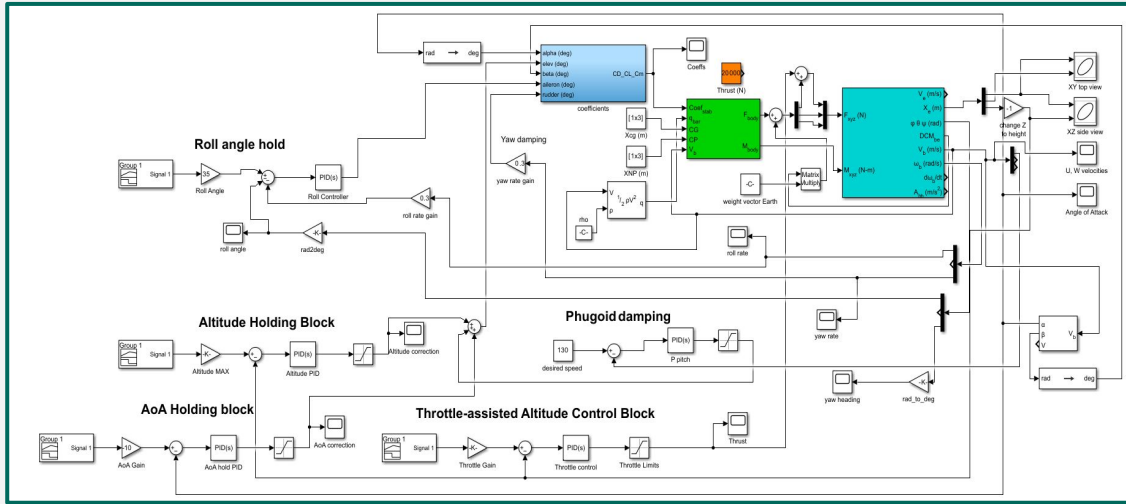 rad → deg
alpha (deg)
elev (deg)
beta (deg)
aileron (deg)
rudder (deg)
CD_CL_Cm
coefficients
Coeffs
20000
Thrust (N)
[1x3]
Xcg (m)
[1x3]
XNP (m)
CG
CP
F_body
M_body
F_xyz (N)
M_xyz (N-m)
V_e (m/s)
X_e (m)
φ θ ψ (rad)
DCM_be
V_b (m/s)
ω_b (rad/s)
dω_b/dt
-1
change Z
to height
XY top view
XZ side view
U, W velocities
Angle of Attack
Matrix
Multiply
-C-
weight vector Earth
V
ρ
1/2 ρV² q
rho
-C-
Yaw damping
0.3
yaw rate gain
Roll angle hold
Group 1
Signal 1
35
Roll Angle
PID(s)
Roll Controller
0.3
roll rate gain
roll angle
-K-
rad2deg
roll rate
yaw rate
Altitude Holding Block
Group 1
Signal 1
-K-
Altitude MAX
PID(s)
Altitude PID
Altitude correction
Phugoid damping
130
desired speed
PID(s)
P pitch
α
β
V
V_b
rad → deg
yaw heading
-K-
rad_to_deg
AoA Holding block
Group 1
Signal 1
-10
AoA Gain
PID(s)
AoA hold PID
AoA correction
Throttle-assisted Altitude Control Block
Group 1
Signal 1
-K-
Throttle Gain
PID(s)
Throttle control
Throttle Limits
Thrust